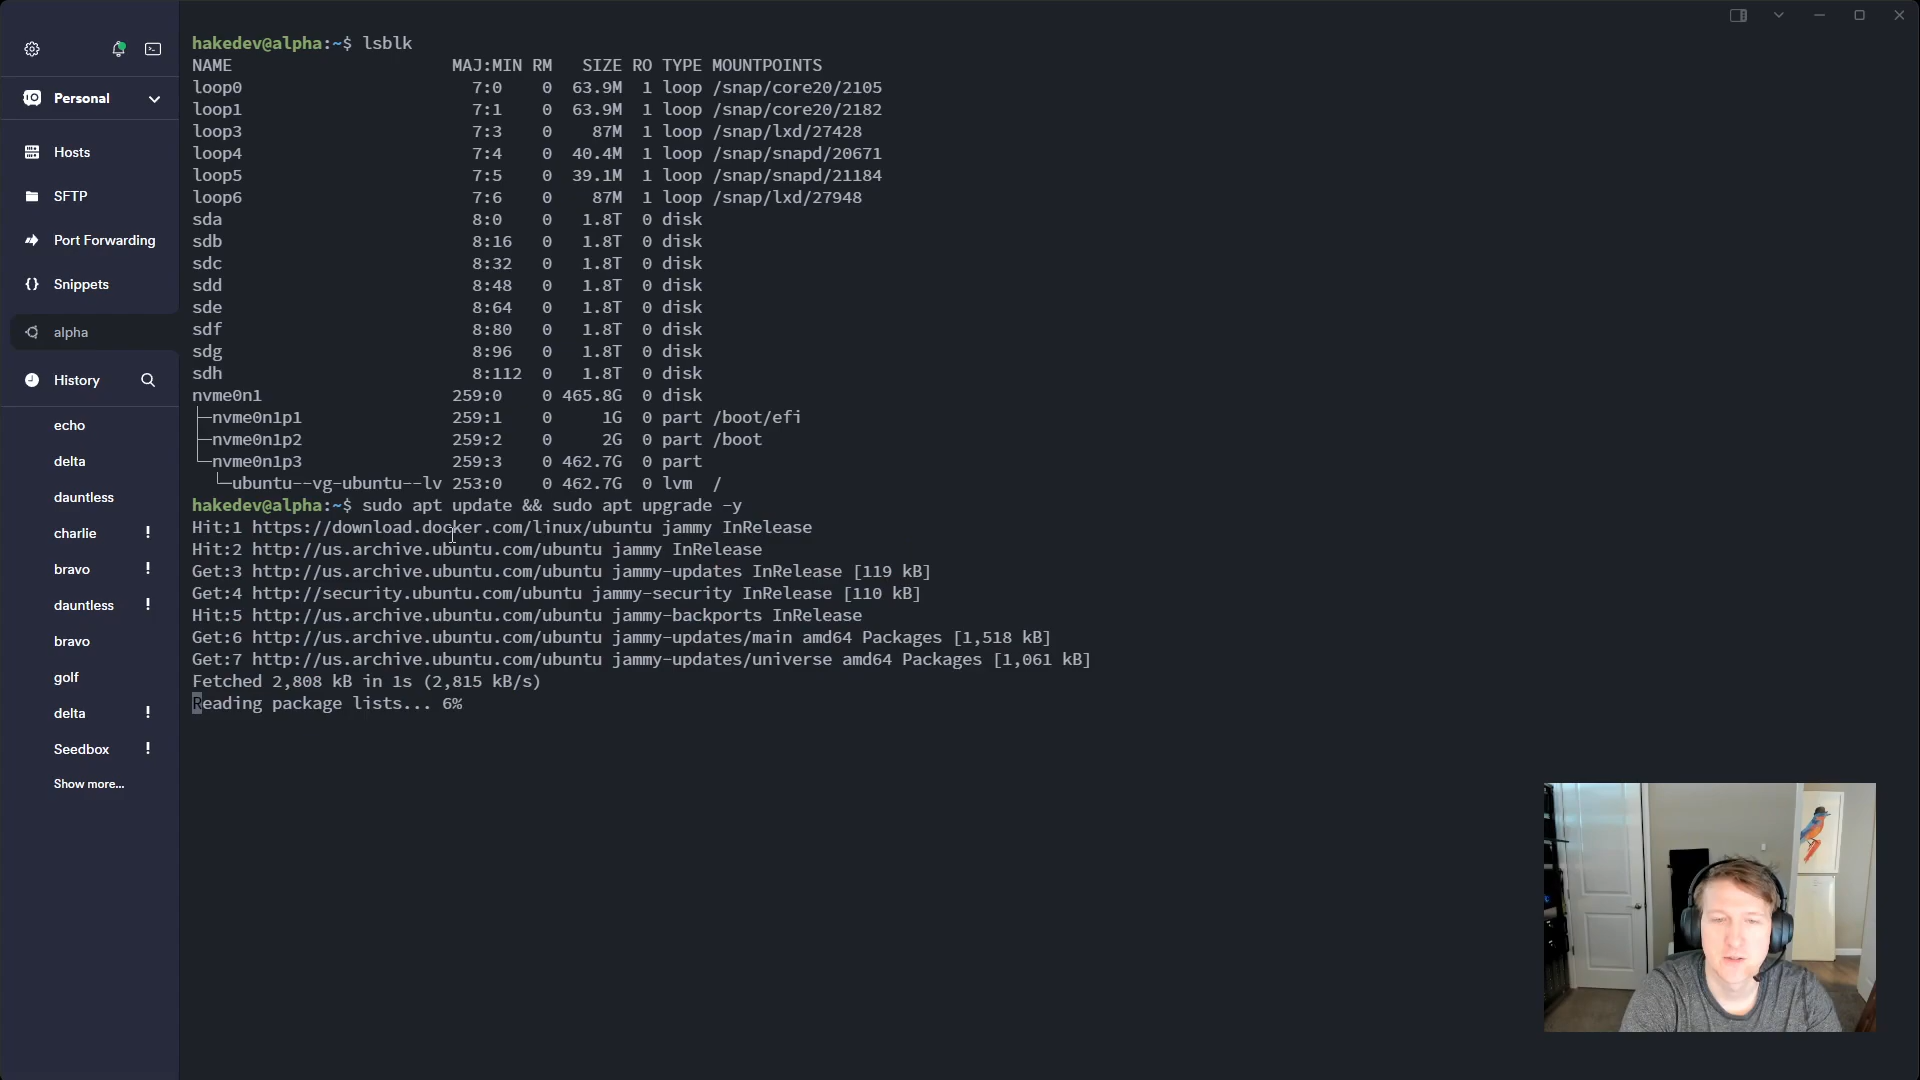 Personal
Hosts
SFTP
Port Forwarding
Snippets
alpha
History
echo
delta
dauntless
charlie !
bravo !
dauntless !
bravo
golf
delta !
Seedbox !
Show more...
hakedev@alpha:~$ lsblk
NAME MAJ:MIN RM SIZE RO TYPE MOUNTPOINTS
loop0 7:0 0 63.9M 1 loop /snap/core20/2105
loop1 7:1 0 63.9M 1 loop /snap/core20/2182
loop3 7:3 0 87M 1 loop /snap/lxd/27428
loop4 7:4 0 40.4M 1 loop /snap/snapd/20671
loop5 7:5 0 39.1M 1 loop /snap/snapd/21184
loop6 7:6 0 87M 1 loop /snap/lxd/27948
sda 8:0 0 1.8T 0 disk
sdb 8:16 0 1.8T 0 disk
sdc 8:32 0 1.8T 0 disk
sdd 8:48 0 1.8T 0 disk
sde 8:64 0 1.8T 0 disk
sdf 8:80 0 1.8T 0 disk
sdg 8:96 0 1.8T 0 disk
sdh 8:112 0 1.8T 0 disk
nvme0n1 259:0 0 465.8G 0 disk
├─nvme0n1p1 259:1 0 1G 0 part /boot/efi
├─nvme0n1p2 259:2 0 2G 0 part /boot
└─nvme0n1p3 259:3 0 462.7G 0 part
└─ubuntu--vg-ubuntu--lv 253:0 0 462.7G 0 lvm /
hakedev@alpha:~$ sudo apt update && sudo apt upgrade -y
Hit:1 https://download.docker.com/linux/ubuntu jammy InRelease
Hit:2 http://us.archive.ubuntu.com/ubuntu jammy InRelease
Get:3 http://us.archive.ubuntu.com/ubuntu jammy-updates InRelease [119 kB]
Get:4 http://security.ubuntu.com/ubuntu jammy-security InRelease [110 kB]
Hit:5 http://us.archive.ubuntu.com/ubuntu jammy-backports InRelease
Get:6 http://us.archive.ubuntu.com/ubuntu jammy-updates/main amd64 Packages [1,518 kB]
Get:7 http://us.archive.ubuntu.com/ubuntu jammy-updates/universe amd64 Packages [1,061 kB]
Fetched 2,808 kB in 1s (2,815 kB/s)
Reading package lists... 6%